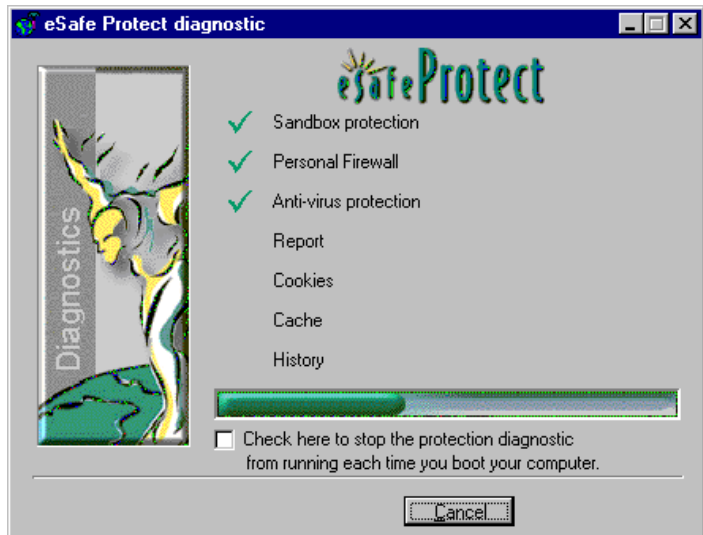 eSafe Protect diagnostic
eSafeProtect
Diagnostics
Sandbox protection
Personal Firewall
Anti-virus protection
Report
Cookies
Cache
History
Check here to stop the protection diagnostic
from running each time you boot your computer.
Cancel